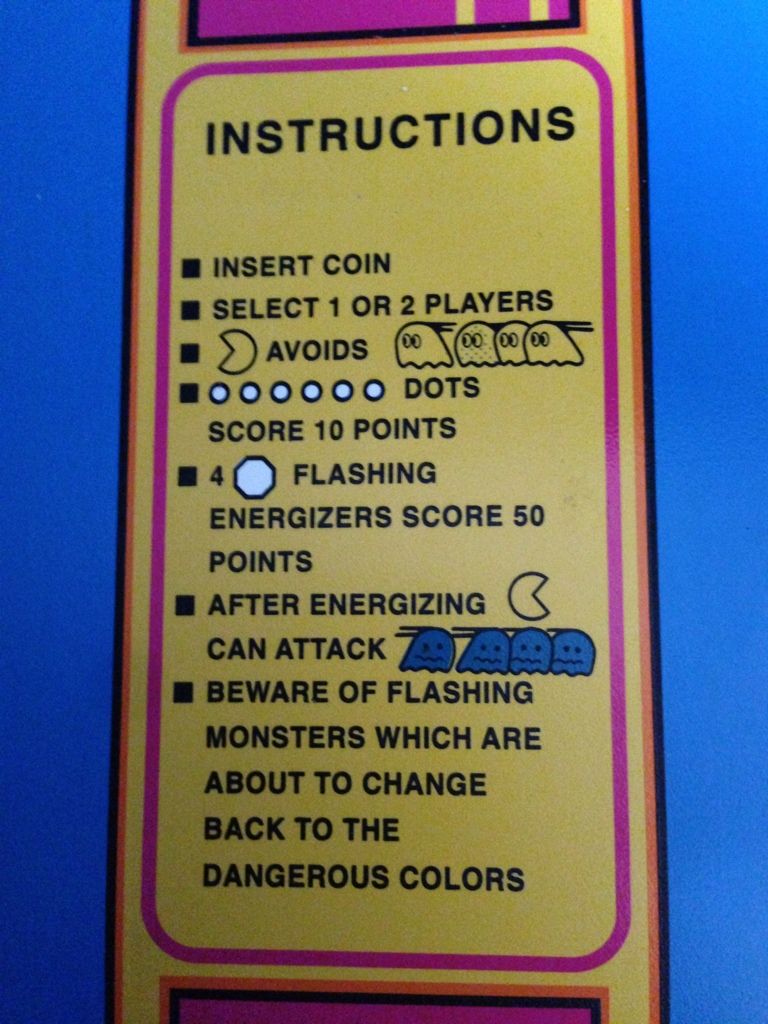 INSTRUCTIONS
INSERT COIN
SELECT 1 OR 2 PLAYERS
AVOIDS
DOTS
SCORE 10 POINTS
4 FLASHING
ENERGIZERS SCORE 50
POINTS
AFTER ENERGIZING
CAN ATTACK
BEWARE OF FLASHING
MONSTERS WHICH ARE
ABOUT TO CHANGE
BACK TO THE
DANGEROUS COLORS